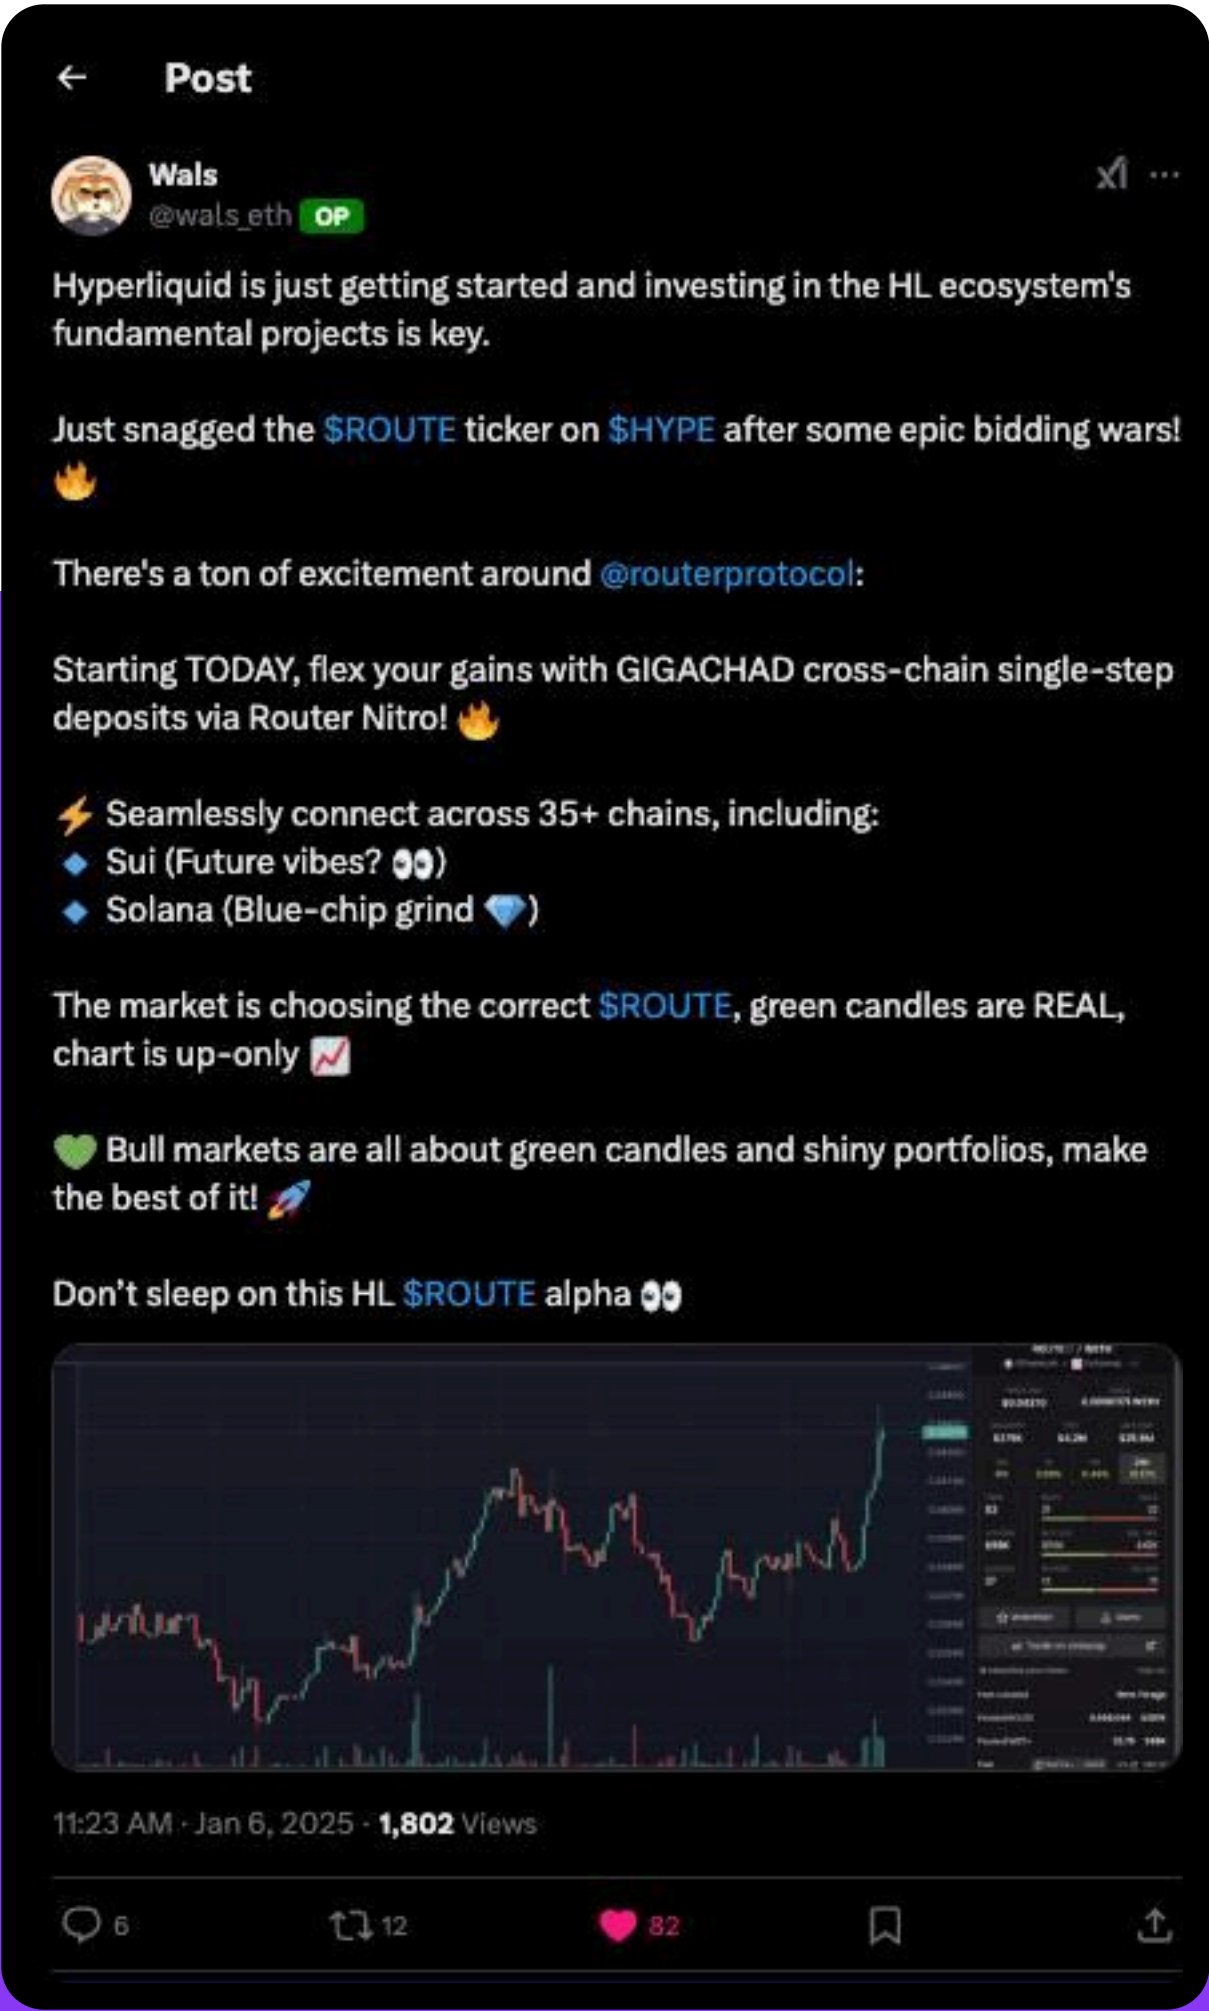 Post
Wals
@wals_eth OP
Hyperliquid is just getting started and investing in the HL ecosystem's
fundamental projects is key.
Just snagged the $ROUTE ticker on $HYPE after some epic bidding wars!
🔥
There's a ton of excitement around @routerprotocol:
Starting TODAY, flex your gains with GIGACHAD cross-chain single-step
deposits via Router Nitro! 🔥
⚡ Seamlessly connect across 35+ chains, including:
🔹 Sui (Future vibes? 👀)
🔹 Solana (Blue-chip grind 💎)
The market is choosing the correct $ROUTE, green candles are REAL,
chart is up-only 📈
💚 Bull markets are all about green candles and shiny portfolios, make
the best of it! 🚀
Don’t sleep on this HL $ROUTE alpha 👀
11:23 AM · Jan 6, 2025 · 1,802 Views
6 12 82